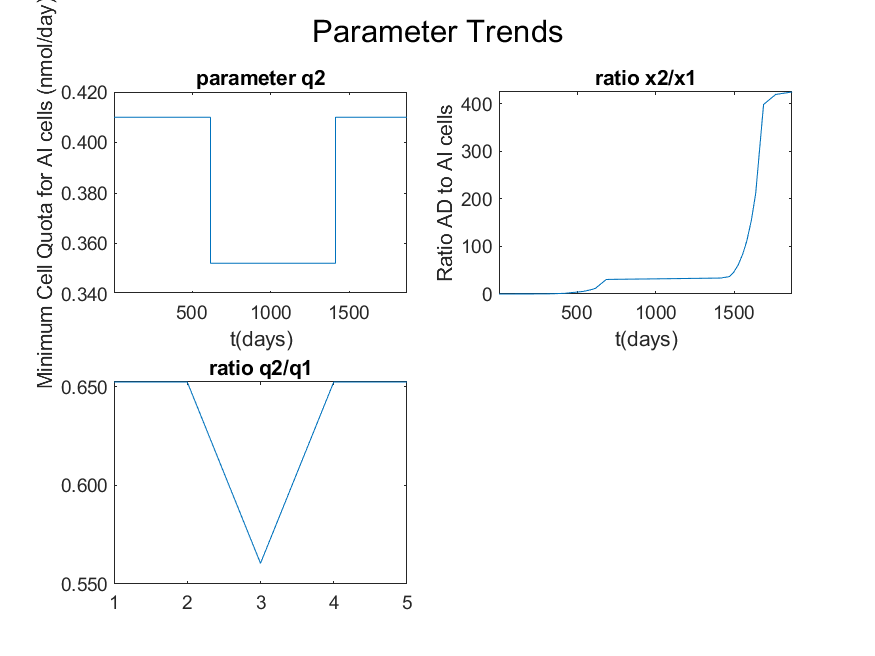 Parameter Trends
parameter q2
Minimum Cell Quota for AI cells (nmol/day)
0.420
0.400
0.380
0.360
0.340
500 1000 1500
t(days)
ratio x2/x1
Ratio AD to AI cells
400
300
200
100
0
500 1000 1500
t(days)
ratio q2/q1
0.650
0.600
0.550
1 2 3 4 5